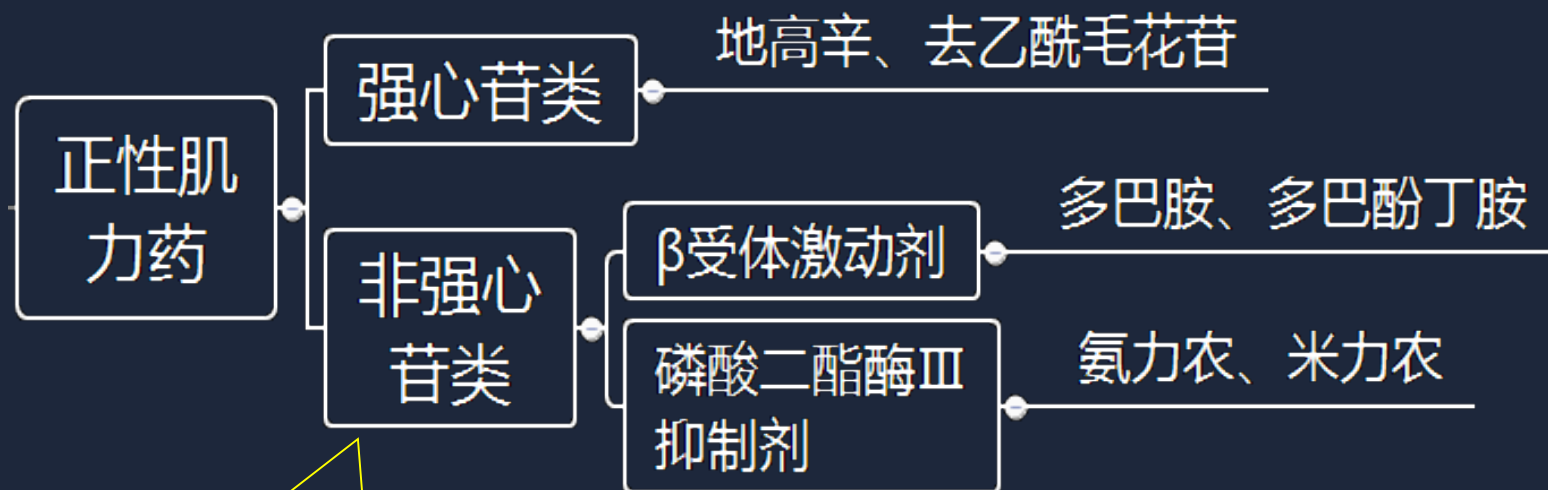 正性肌
力药
强心苷类
地高辛、去乙酰毛花苷
非强心
苷类
β受体激动剂
多巴胺、多巴酚丁胺
磷酸二酯酶Ⅲ
抑制剂
氨力农、米力农